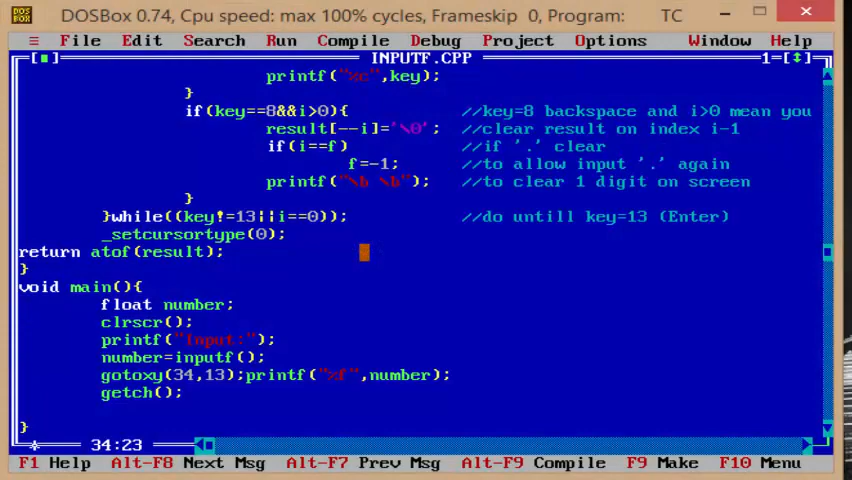 DOSBox 0.74, Cpu speed: max 100% cycles, Frameskip 0, Program: TC
≡ File Edit Search Run Compile Debug Project Options Window Help
[■] INPUTF.CPP 1=[↕]
printf("%c",key);
}
if(key==8&&i>0){ //key=8 backspace and i>0 mean you
result[--i]='\0'; //clear result on index i-1
if(i==f) //if '.' clear
f=-1; //to allow input '.' again
printf("\b \b"); //to clear 1 digit on screen
}
}while((key!=13||i==0)); //do untill key=13 (Enter)
_setcursortype(0);
return atof(result);
}
void main(){
float number;
clrscr();
printf("Input:");
number=inputf();
gotoxy(34,13);printf("%f",number);
getch();
}
34:23
F1 Help Alt-F8 Next Msg Alt-F7 Prev Msg Alt-F9 Compile F9 Make F10 Menu